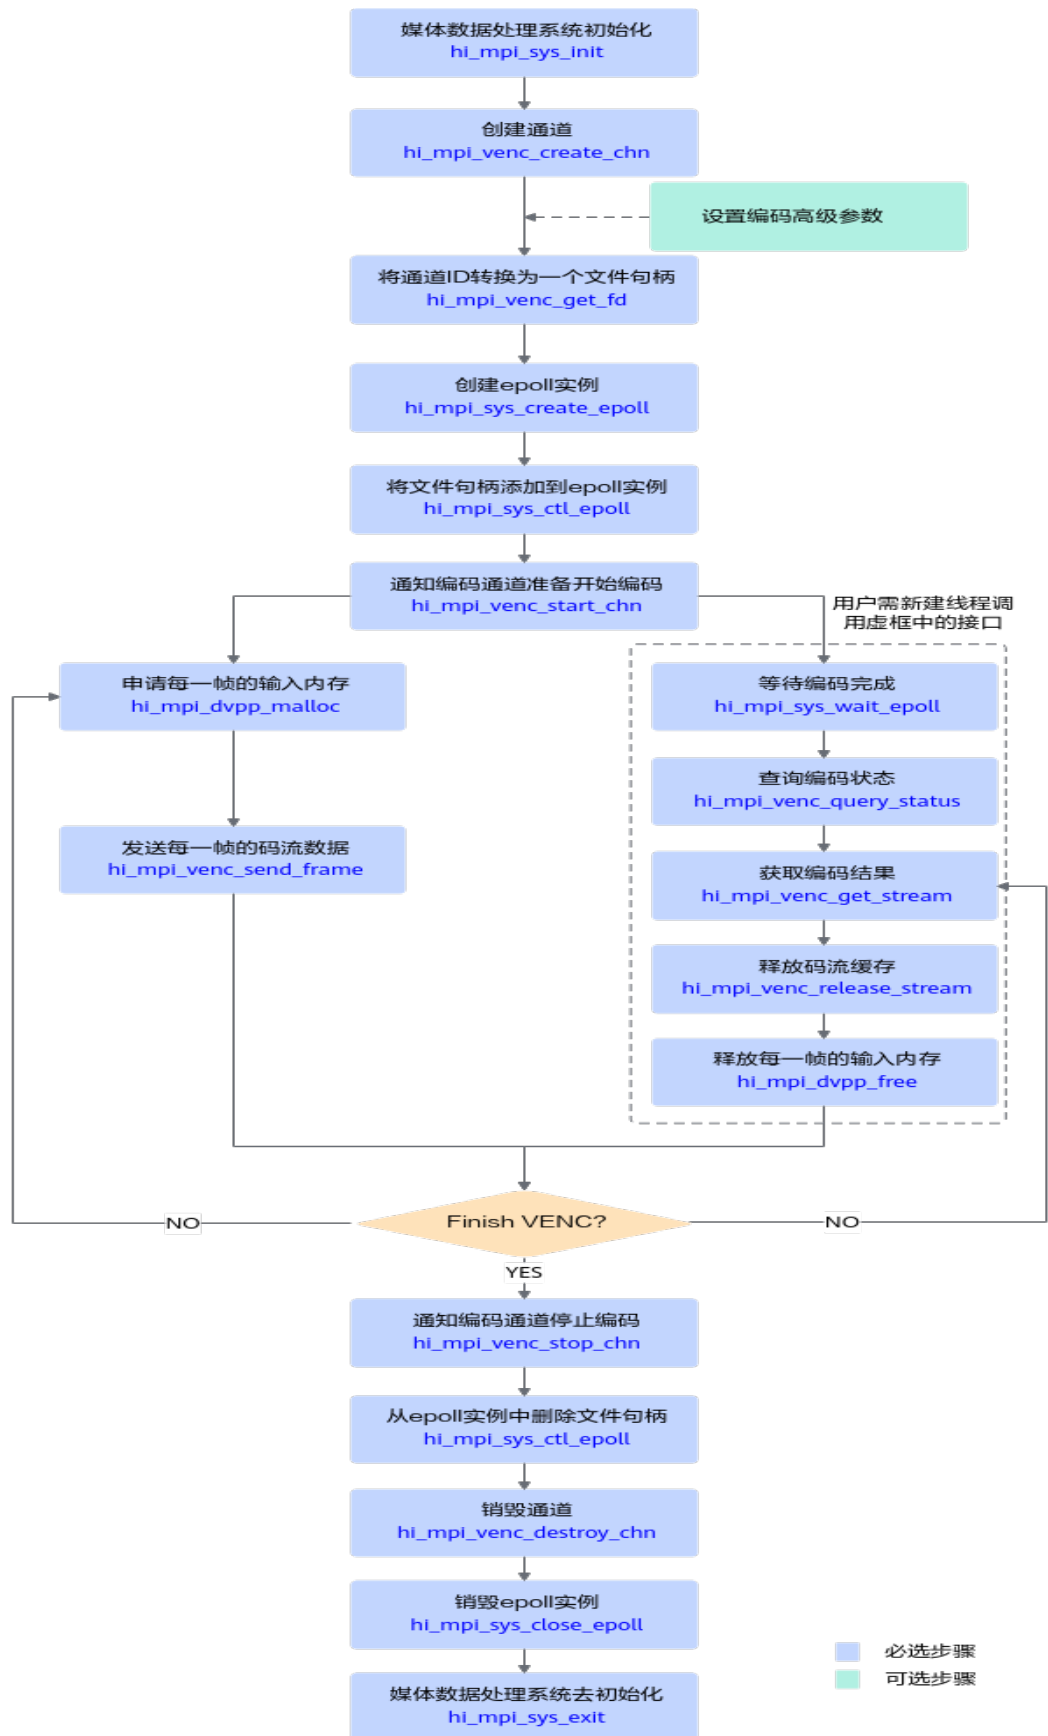 媒体数据处理系统初始化
hi_mpi_sys_init
创建通道
hi_mpi_venc_create_chn
设置编码高级参数
将通道ID转换为一个文件句柄
hi_mpi_venc_get_fd
创建epoll实例
hi_mpi_sys_create_epoll
将文件句柄添加到epoll实例
hi_mpi_sys_ctl_epoll
通知编码通道准备开始编码
hi_mpi_venc_start_chn
用户需新建线程调
用虚框中的接口
申请每一帧的输入内存
hi_mpi_dvpp_malloc
发送每一帧的码流数据
hi_mpi_venc_send_frame
等待编码完成
hi_mpi_sys_wait_epoll
查询编码状态
hi_mpi_venc_query_status
获取编码结果
hi_mpi_venc_get_stream
释放码流缓存
hi_mpi_venc_release_stream
释放每一帧的输入内存
hi_mpi_dvpp_free
NO
Finish VENC?
NO
YES
通知编码通道停止编码
hi_mpi_venc_stop_chn
从epoll实例中删除文件句柄
hi_mpi_sys_ctl_epoll
销毁通道
hi_mpi_venc_destroy_chn
销毁epoll实例
hi_mpi_sys_close_epoll
媒体数据处理系统去初始化
hi_mpi_sys_exit
必选步骤
可选步骤